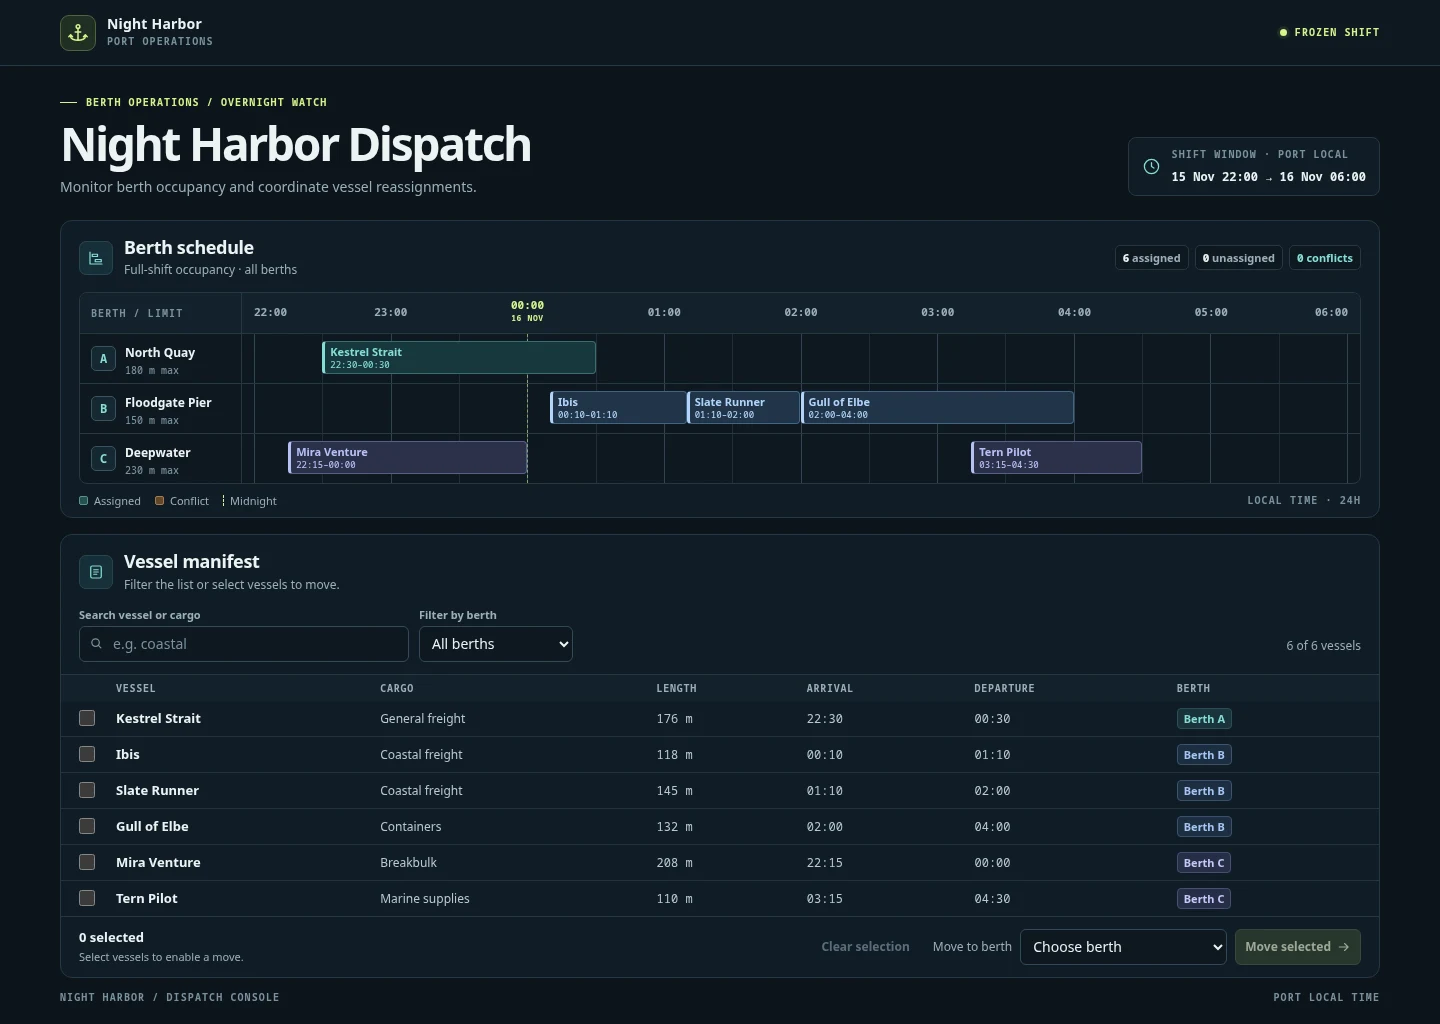 Night Harbor
PORT OPERATIONS
FROZEN SHIFT
BERTH OPERATIONS / OVERNIGHT WATCH
Night Harbor Dispatch
Monitor berth occupancy and coordinate vessel reassignments.
SHIFT WINDOW · PORT LOCAL
15 Nov 22:00 → 16 Nov 06:00
Berth schedule
Full-shift occupancy · all berths
6 assigned
0 unassigned
0 conflicts
BERTH / LIMIT
22:00
23:00
00:00
16 NOV
01:00
02:00
03:00
04:00
05:00
06:00
A
North Quay
180 m max
Kestrel Strait
22:30–00:30
B
Floodgate Pier
150 m max
Ibis
00:10–01:10
Slate Runner
01:10–02:00
Gull of Elbe
02:00–04:00
C
Deepwater
230 m max
Mira Venture
22:15–00:00
Tern Pilot
03:15–04:30
Assigned
Conflict
Midnight
LOCAL TIME · 24H
Vessel manifest
Filter the list or select vessels to move.
Search vessel or cargo
Filter by berth
e.g. coastal
All berths
6 of 6 vessels
VESSEL CARGO LENGTH ARRIVAL DEPARTURE BERTH
Kestrel Strait General freight 176 m 22:30 00:30 Berth A
Ibis Coastal freight 118 m 00:10 01:10 Berth B
Slate Runner Coastal freight 145 m 01:10 02:00 Berth B
Gull of Elbe Containers 132 m 02:00 04:00 Berth B
Mira Venture Breakbulk 208 m 22:15 00:00 Berth C
Tern Pilot Marine supplies 110 m 03:15 04:30 Berth C
0 selected
Select vessels to enable a move.
Clear selection
Move to berth
Choose berth
Move selected →
NIGHT HARBOR / DISPATCH CONSOLE
PORT LOCAL TIME